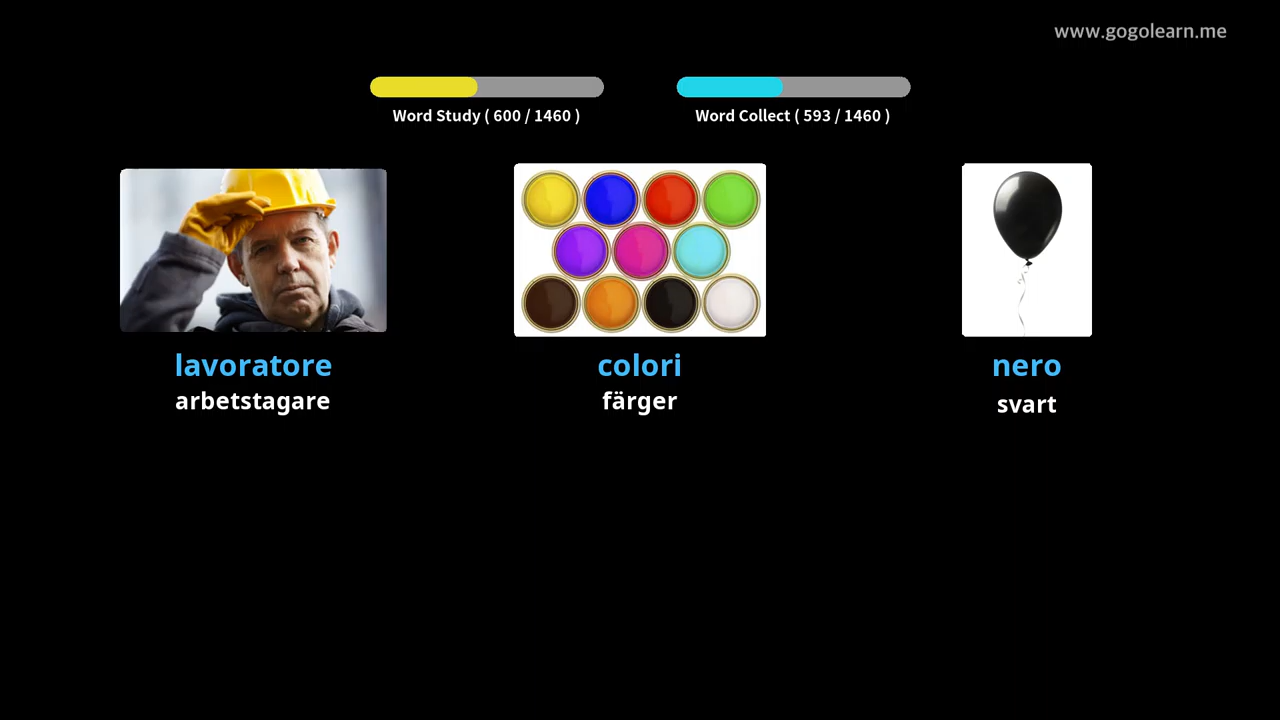 www.gogolearn.me
Word Study ( 600 / 1460 )
Word Collect ( 593 / 1460 )
lavoratore
arbetstagare
colori
färger
nero
svart